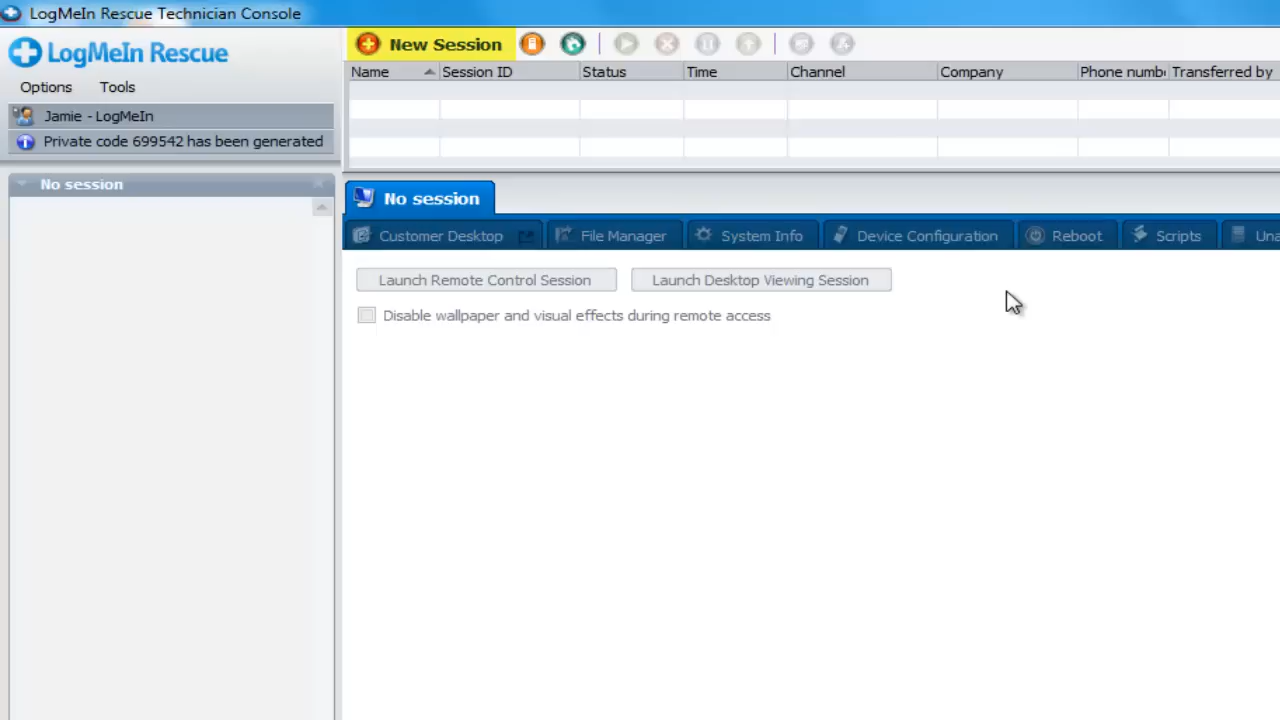 LogMeIn Rescue Technician Console
LogMeIn Rescue
Options Tools
Jamie - LogMeIn
Private code 699542 has been generated
No session
New Session
Name Session ID Status Time Channel Company Phone numb Transferred by
No session
Customer Desktop File Manager System Info Device Configuration Reboot Scripts Una
Launch Remote Control Session Launch Desktop Viewing Session
Disable wallpaper and visual effects during remote access